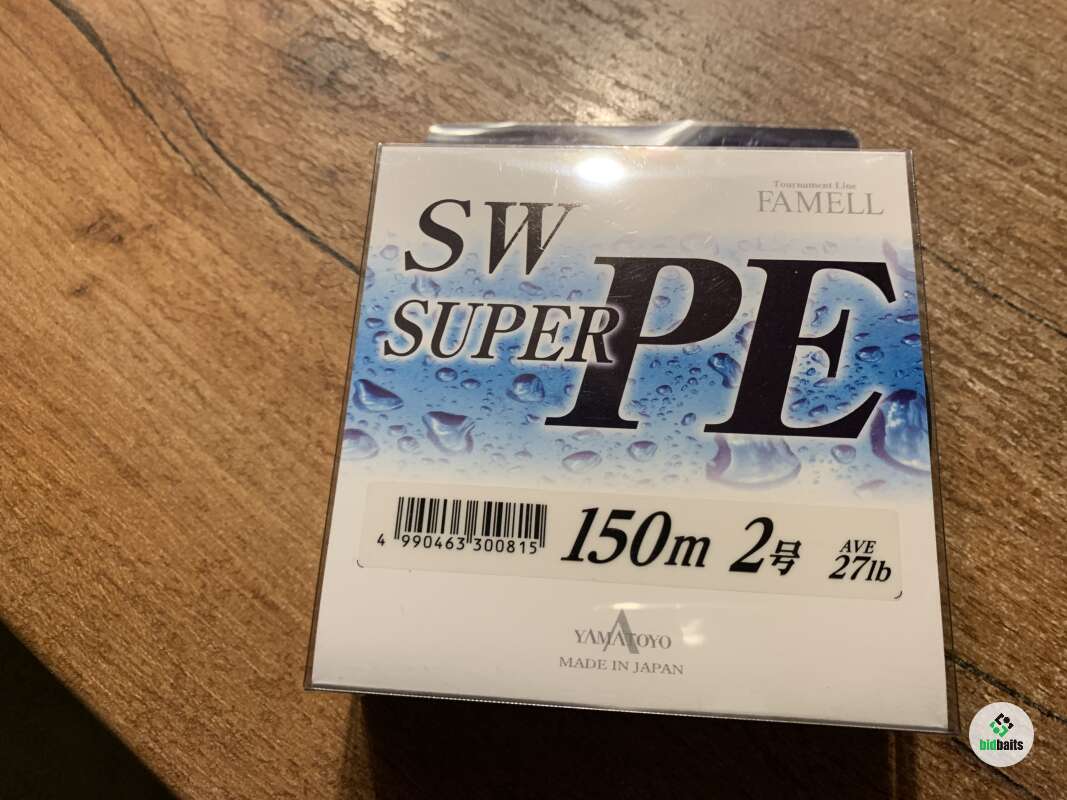 Tournament Line
FAMELL
SW
SUPER PE
4 990463 300815
150m 2号 AVE 27lb
YAMATOYO
MADE IN JAPAN
bidbaits